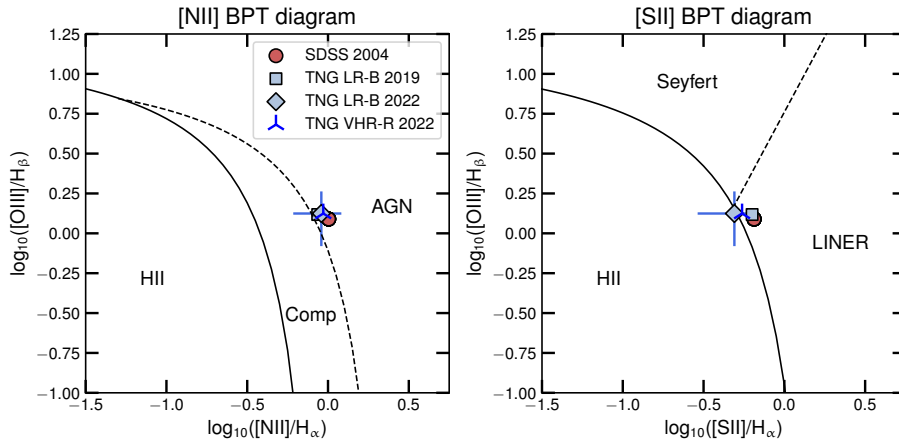 [NII] BPT diagram
1.25
1.00
0.75
0.50
0.25
0.00
−0.25
−0.50
−0.75
−1.00
log₁₀([OIII]/Hᵦ)
SDSS 2004
TNG LR-B 2019
TNG LR-B 2022
TNG VHR-R 2022
AGN
HII
Comp
−1.5 −1.0 −0.5 0.0 0.5
log₁₀([NII]/Hα)
[SII] BPT diagram
1.25
1.00
0.75
0.50
0.25
0.00
−0.25
−0.50
−0.75
−1.00
log₁₀([OIII]/Hᵦ)
Seyfert
LINER
HII
−1.5 −1.0 −0.5 0.0 0.5
log₁₀([SII]/Hα)